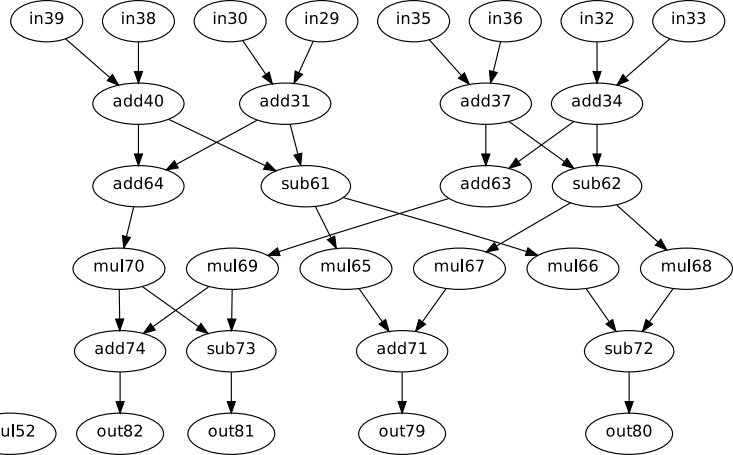 in39 in38 in30 in29 in35 in36 in32 in33
add40 add31 add37 add34
add64 sub61 add63 sub62
mul70 mul69 mul65 mul67 mul66 mul68
add74 sub73 add71 sub72
ul52 out82 out81 out79 out80